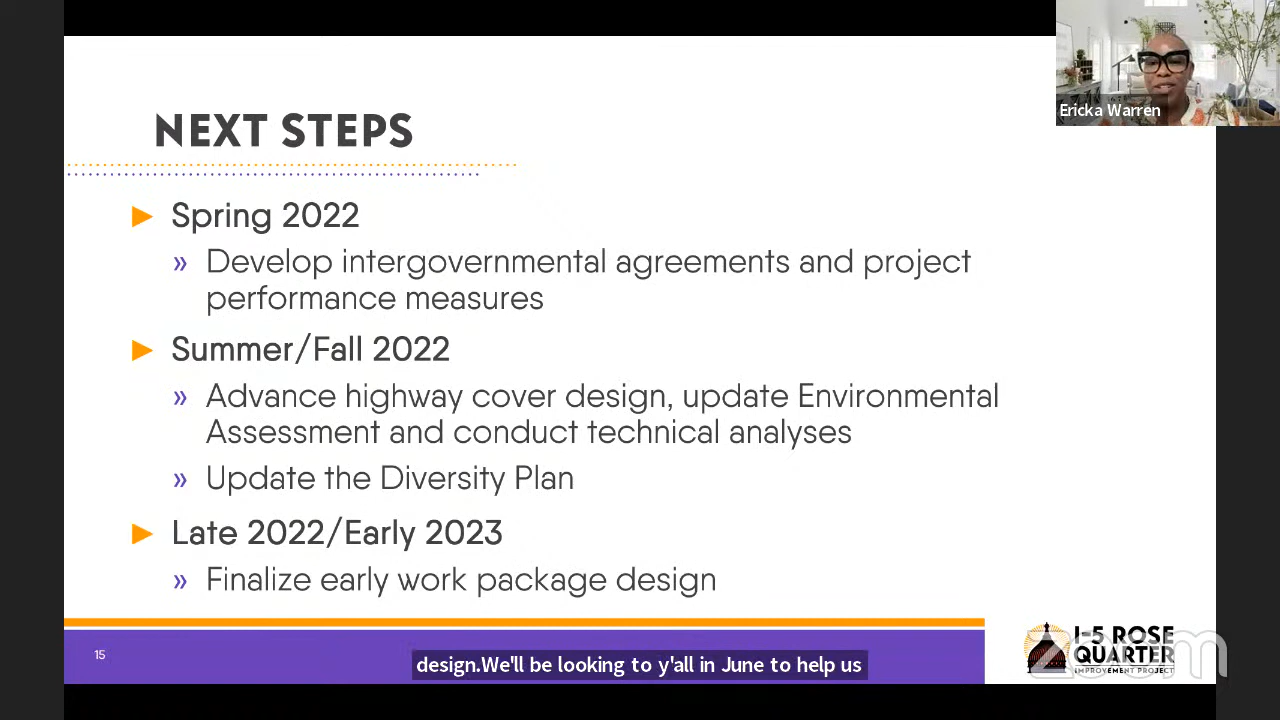 Ericka Warren
NEXT STEPS
Spring 2022
» Develop intergovernmental agreements and project
performance measures
Summer/Fall 2022
» Advance highway cover design, update Environmental
Assessment and conduct technical analyses
» Update the Diversity Plan
Late 2022/Early 2023
» Finalize early work package design
15
design.We'll be looking to y'all in June to help us
I-5 ROSE
QUARTER
IMPROVEMENT PROJECT
zoom